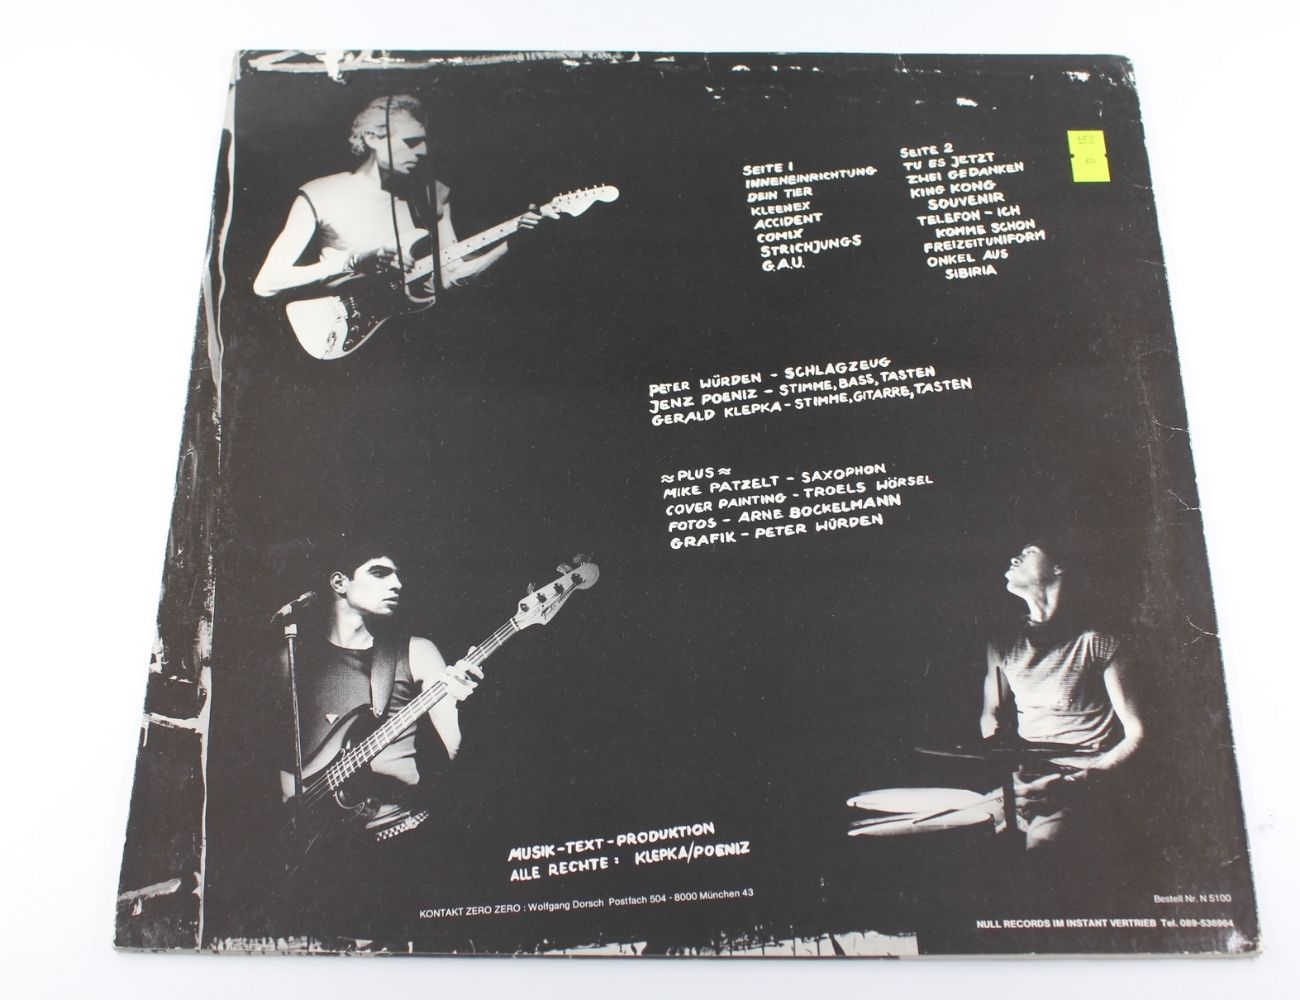 SEITE 1
INNENEINRICHTUNG
DEIN TIER
KLEENEX
ACCIDENT
COMIX
STRICHJUNGS
G.A.U.
SEITE 2
TU ES JETZT
ZWEI GEDANKEN
KING KONG
SOUVENIR
TELEFON - ICH
KOMME SCHON
FREIZEITUNIFORM
ONKEL AUS
SIBIRIA
PETER WÜRDEN - SCHLAGZEUG
JENZ POENIZ - STIMME, BASS, TASTEN
GERALD KLEPKA - STIMME, GITARRE, TASTEN
≈ PLUS ≈
MIKE PATZELT - SAXOPHON
COVER PAINTING - TROELS WÖRSEL
FOTOS - ARNE BOCKELMANN
GRAFIK - PETER WÜRDEN
MUSIK-TEXT-PRODUKTION
ALLE RECHTE: KLEPKA/POENIZ
KONTAKT ZERO ZERO : Wolfgang Dorsch Postfach 504 - 8000 München 43
Bestell Nr. N 5100
NULL RECORDS IM INSTANT VERTRIEB Tel. 089-536964